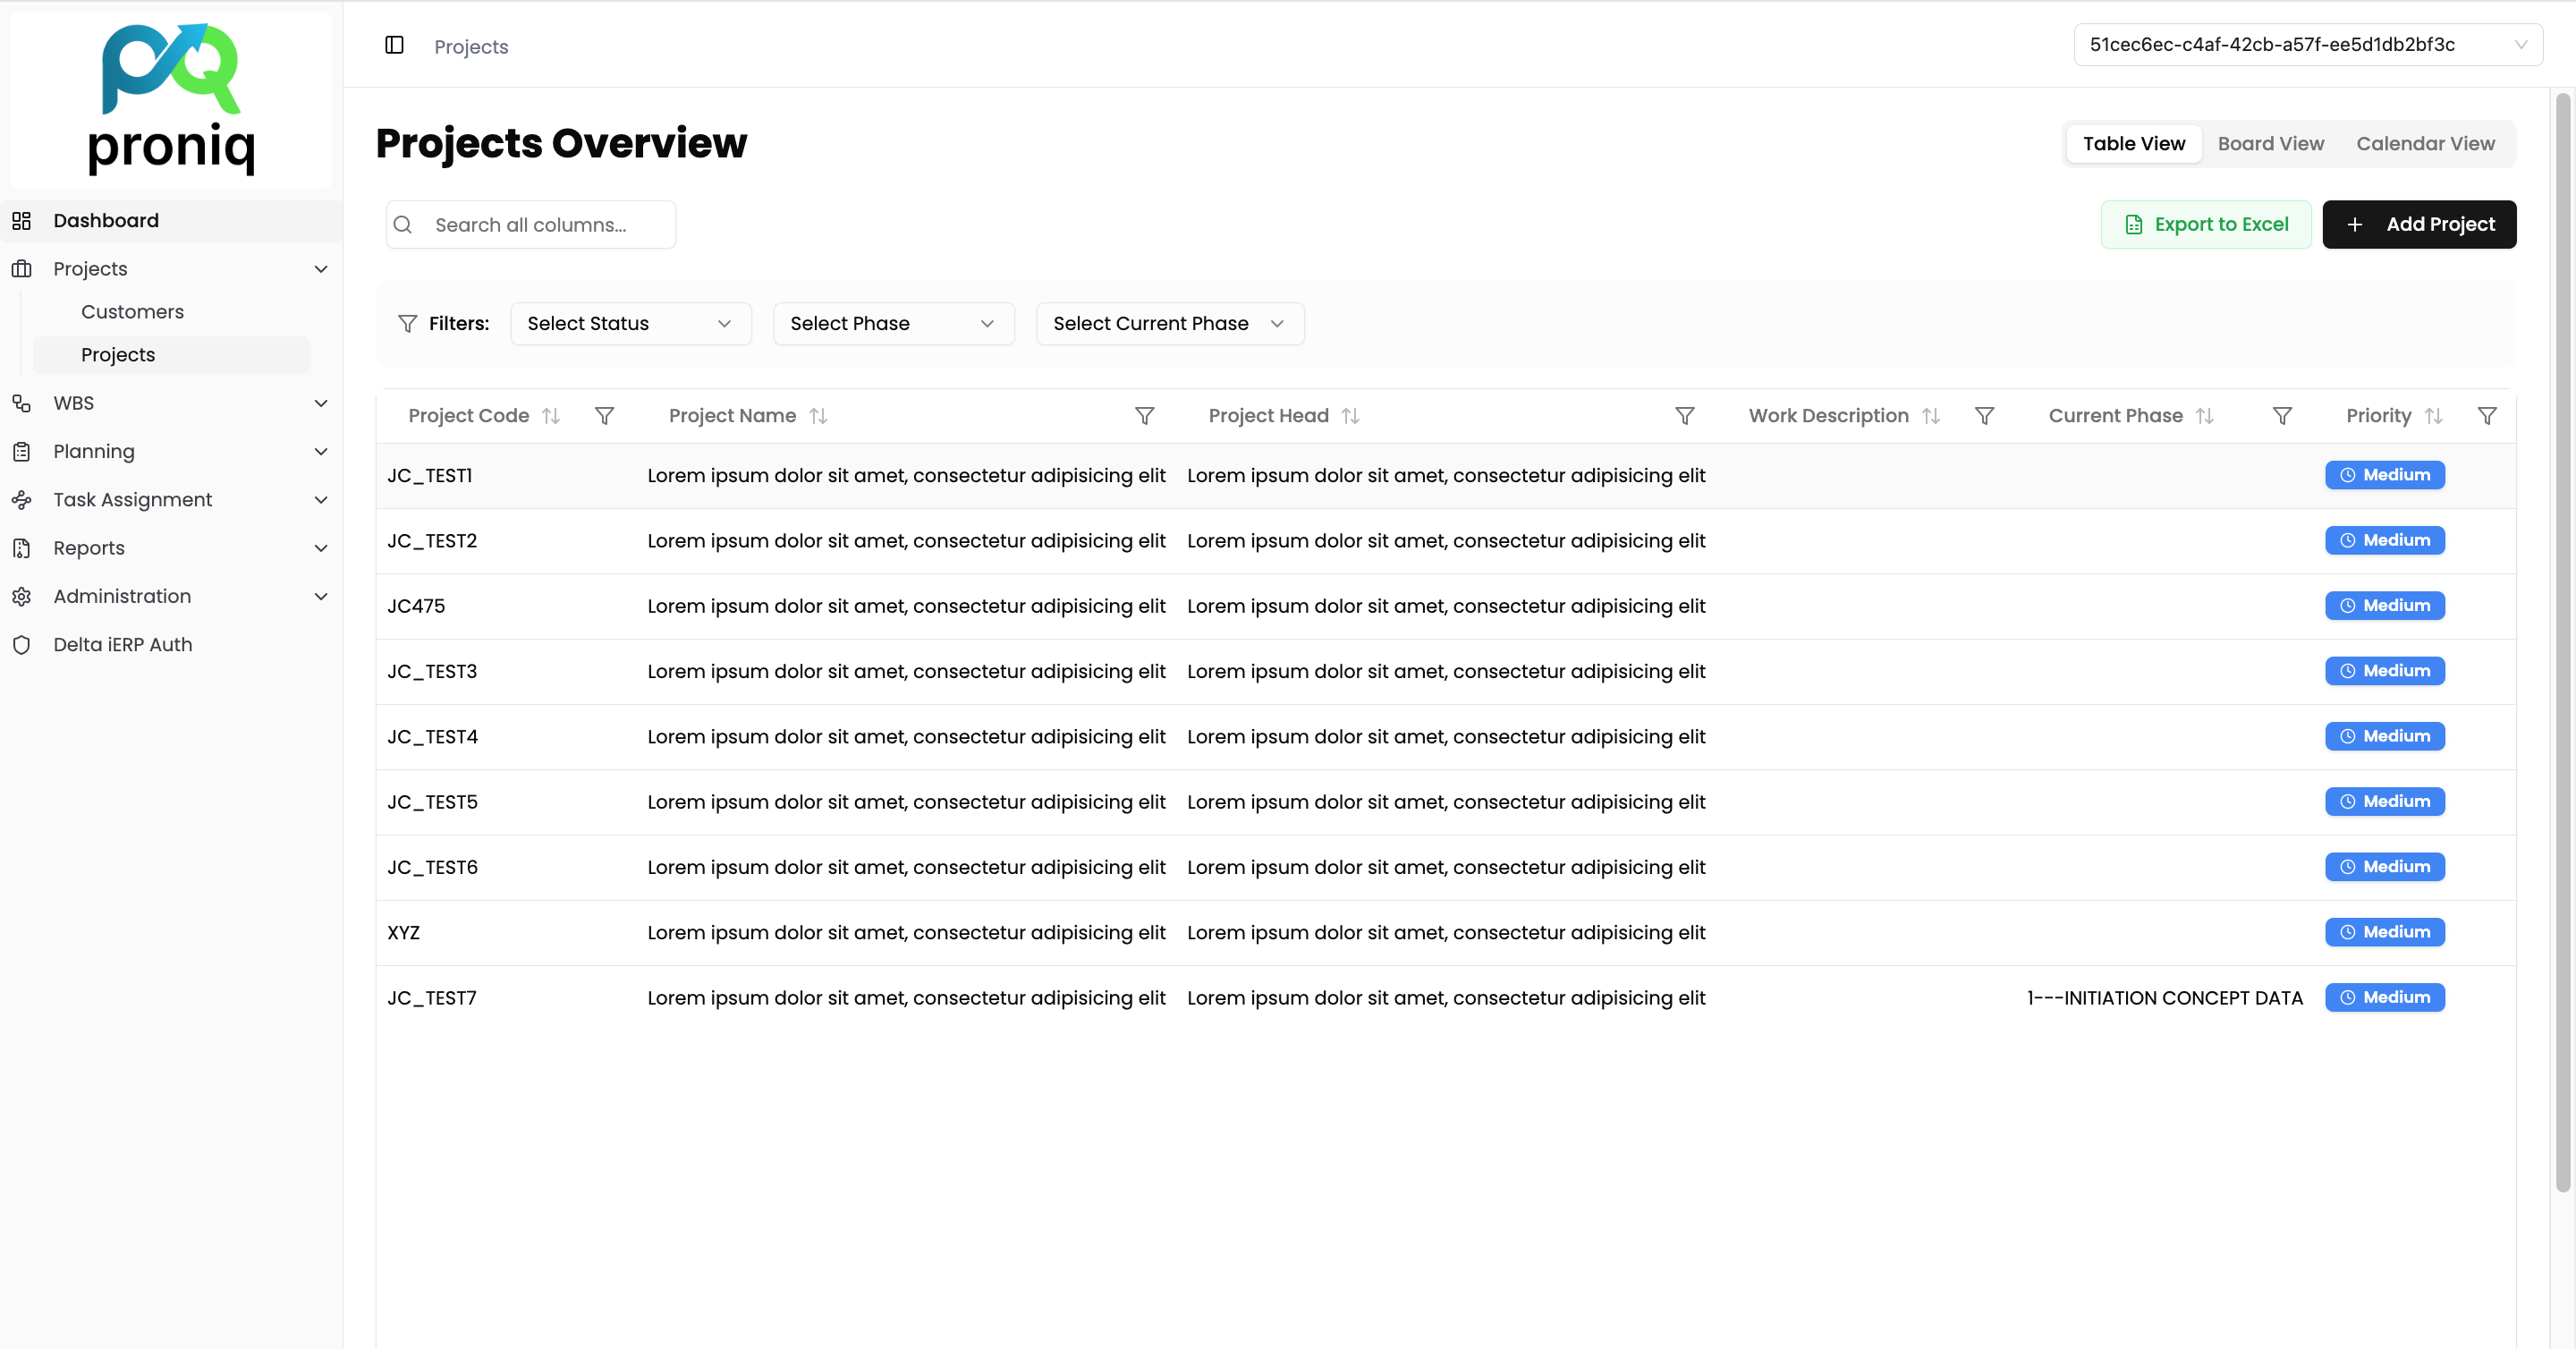 proniq
Dashboard
Projects
Customers
Projects
WBS
Planning
Task Assignment
Reports
Administration
Delta iERP Auth
Projects
51cec6ec-c4af-42cb-a57f-ee5d1db2bf3c
Projects Overview
Table View Board View Calendar View
Search all columns...
Export to Excel
Add Project
Filters: Select Status Select Phase Select Current Phase
Project Code Project Name Project Head Work Description Current Phase Priority
JC_TEST1 Lorem ipsum dolor sit amet, consectetur adipisicing elit Lorem ipsum dolor sit amet, consectetur adipisicing elit Medium
JC_TEST2 Lorem ipsum dolor sit amet, consectetur adipisicing elit Lorem ipsum dolor sit amet, consectetur adipisicing elit Medium
JC475 Lorem ipsum dolor sit amet, consectetur adipisicing elit Lorem ipsum dolor sit amet, consectetur adipisicing elit Medium
JC_TEST3 Lorem ipsum dolor sit amet, consectetur adipisicing elit Lorem ipsum dolor sit amet, consectetur adipisicing elit Medium
JC_TEST4 Lorem ipsum dolor sit amet, consectetur adipisicing elit Lorem ipsum dolor sit amet, consectetur adipisicing elit Medium
JC_TEST5 Lorem ipsum dolor sit amet, consectetur adipisicing elit Lorem ipsum dolor sit amet, consectetur adipisicing elit Medium
JC_TEST6 Lorem ipsum dolor sit amet, consectetur adipisicing elit Lorem ipsum dolor sit amet, consectetur adipisicing elit Medium
XYZ Lorem ipsum dolor sit amet, consectetur adipisicing elit Lorem ipsum dolor sit amet, consectetur adipisicing elit Medium
JC_TEST7 Lorem ipsum dolor sit amet, consectetur adipisicing elit Lorem ipsum dolor sit amet, consectetur adipisicing elit 1---INITIATION CONCEPT DATA Medium